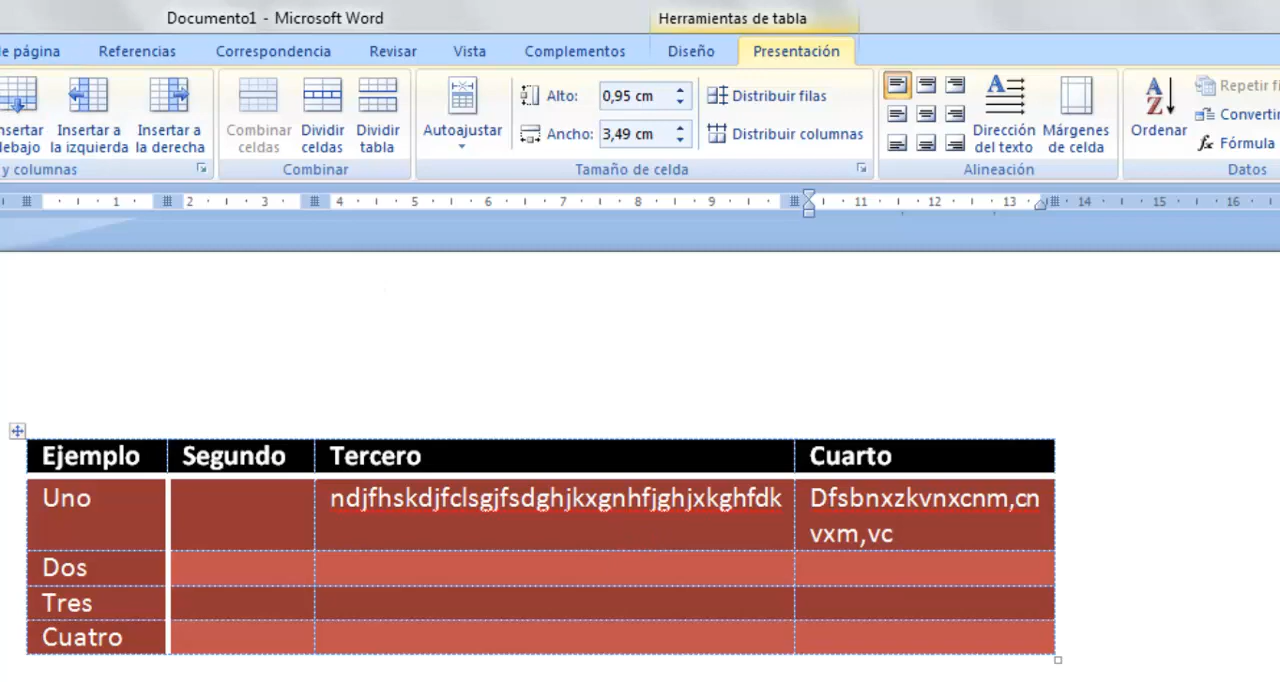 Documento1 - Microsoft Word
Herramientas de tabla
de página Referencias Correspondencia Revisar Vista Complementos Diseño Presentación
Insertar debajo
Insertar a la izquierda
Insertar a la derecha
y columnas
Combinar celdas
Dividir celdas
Dividir tabla
Combinar
Autoajustar
Alto: 0,95 cm
Ancho: 3,49 cm
Distribuir filas
Distribuir columnas
Tamaño de celda
Dirección del texto
Márgenes de celda
Alineación
A
Z
Ordenar
Repetir fi
Convertir
fx Fórmula
Datos
1 2 3 4 5 6 7 8 9 11 12 13 14 15 16
Ejemplo Segundo Tercero Cuarto
Uno ndjfhskdjfclsgjfsdghjkxgnhfjghjxkghfdk Dfsbnxzkvnxcnm,cn
vxm,vc
Dos
Tres
Cuatro